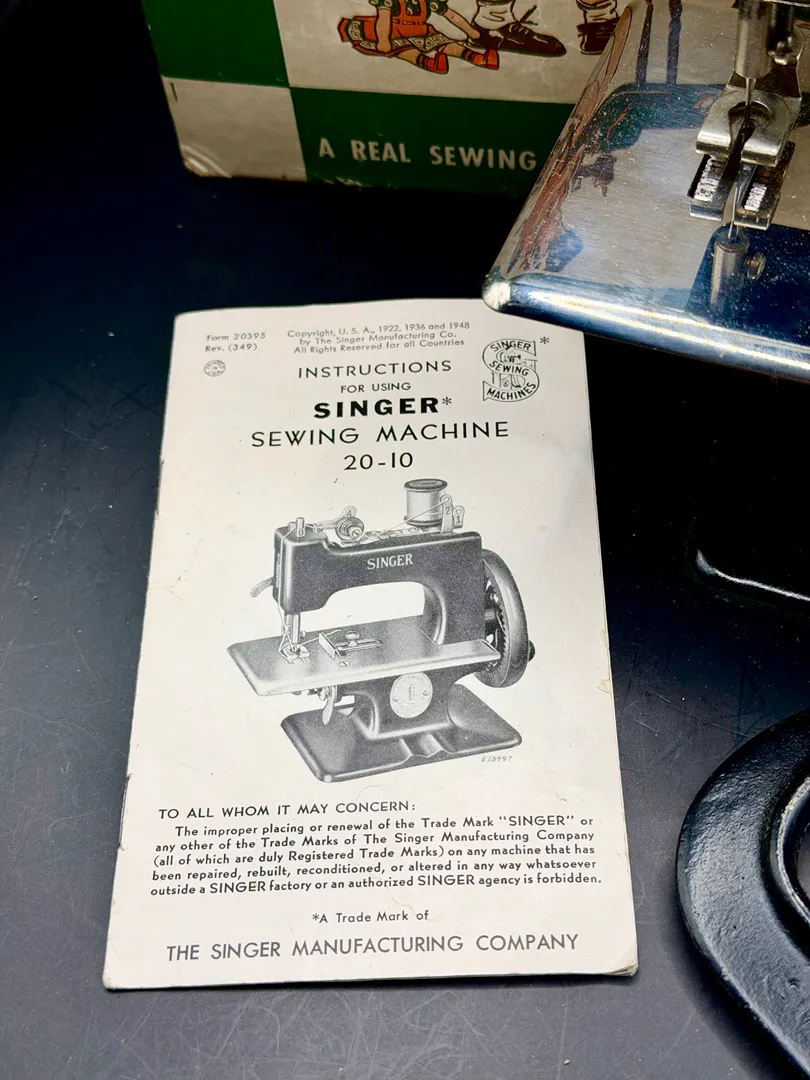 A REAL SEWING
Form 20395
Rev. (349)
Copyright, U. S. A., 1922, 1936 and 1948
by The Singer Manufacturing Co.
All Rights Reserved for all Countries
SINGER
SEWING
MACHINES
*
INSTRUCTIONS
FOR USING
SINGER*
SEWING MACHINE
20-10
4
2
1
SINGER
E18997
TO ALL WHOM IT MAY CONCERN:
The improper placing or renewal of the Trade Mark "SINGER" or
any other of the Trade Marks of The Singer Manufacturing Company
(all of which are duly Registered Trade Marks) on any machine that has
been repaired, rebuilt, reconditioned, or altered in any way whatsoever
outside a SINGER factory or an authorized SINGER agency is forbidden.
*A Trade Mark of
THE SINGER MANUFACTURING COMPANY